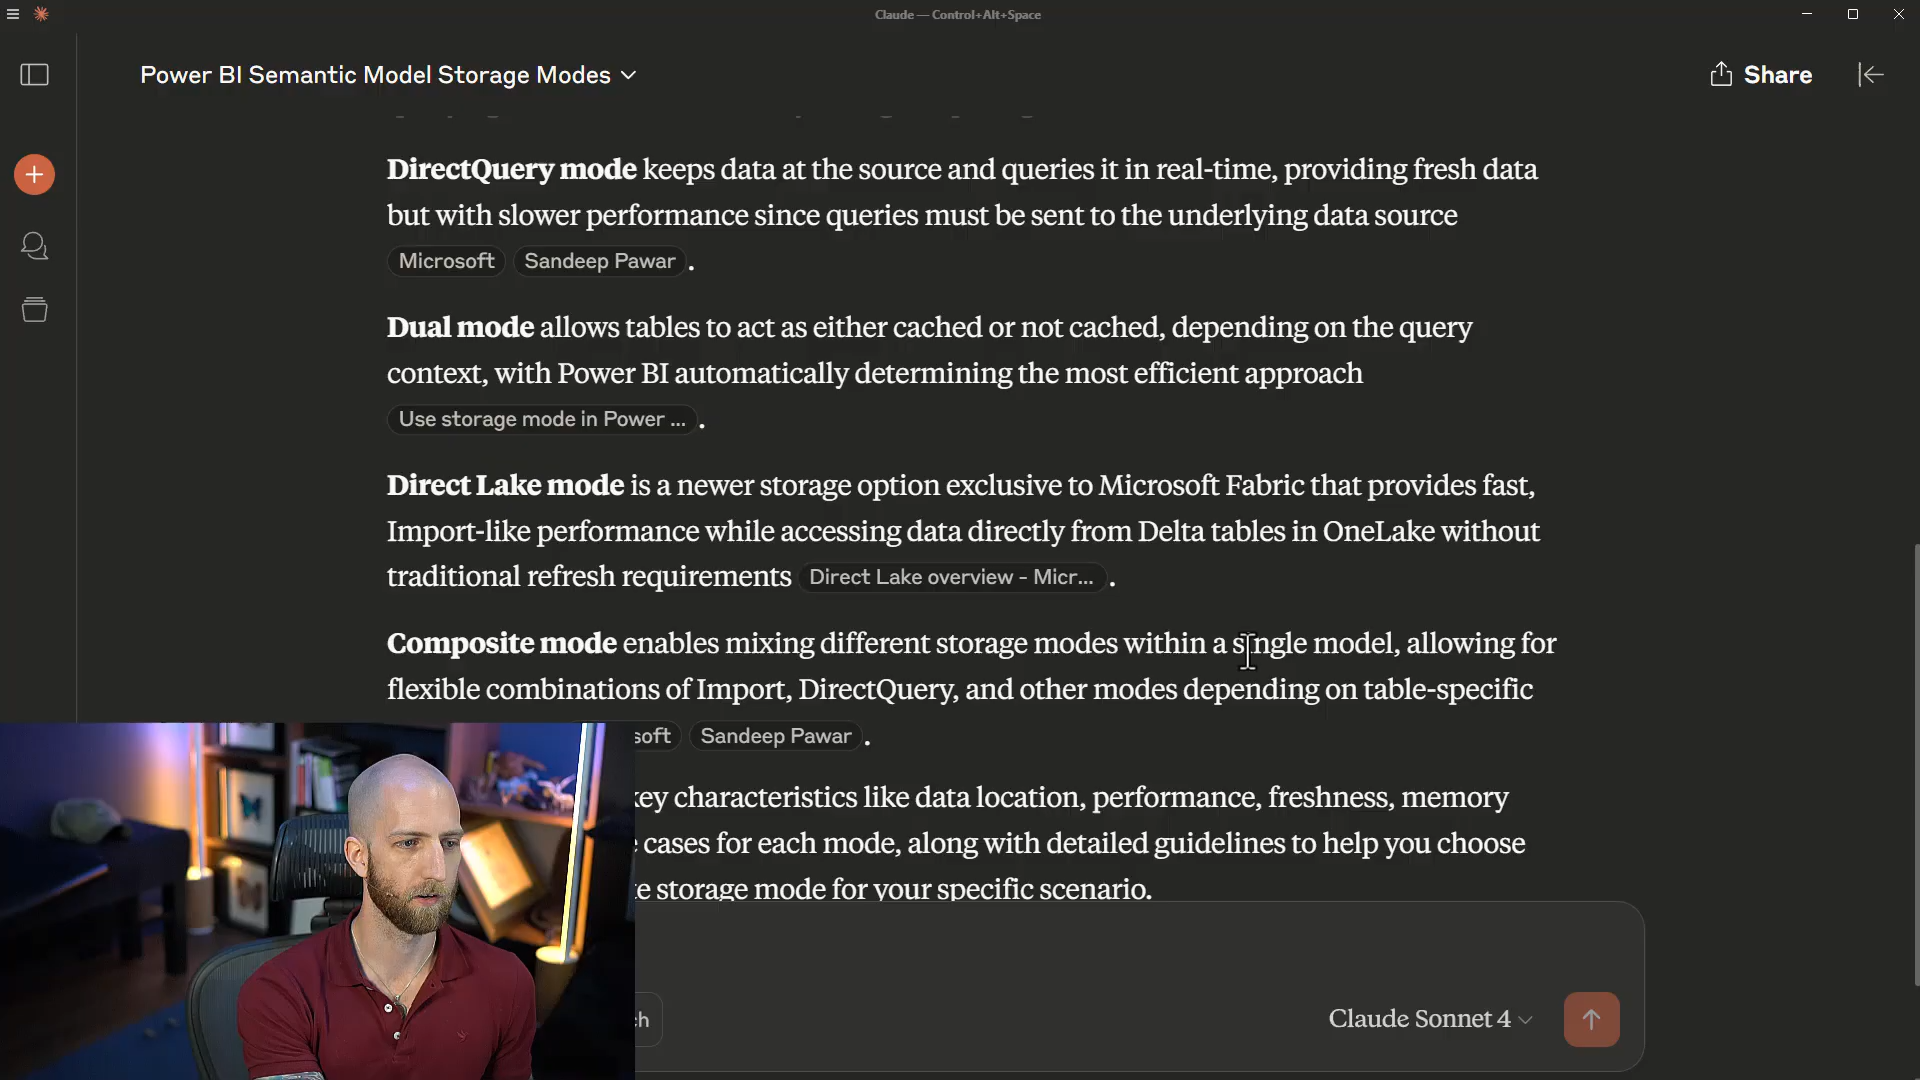 Claude — Control+Alt+Space
Power BI Semantic Model Storage Modes
Share
DirectQuery mode keeps data at the source and queries it in real-time, providing fresh data
but with slower performance since queries must be sent to the underlying data source
Microsoft Sandeep Pawar .
Dual mode allows tables to act as either cached or not cached, depending on the query
context, with Power BI automatically determining the most efficient approach
Use storage mode in Power ... .
Direct Lake mode is a newer storage option exclusive to Microsoft Fabric that provides fast,
Import-like performance while accessing data directly from Delta tables in OneLake without
traditional refresh requirements Direct Lake overview - Micr... .
Composite mode enables mixing different storage modes within a single model, allowing for
flexible combinations of Import, DirectQuery, and other modes depending on table-specific
soft Sandeep Pawar .
key characteristics like data location, performance, freshness, memory
cases for each mode, along with detailed guidelines to help you choose
te storage mode for your specific scenario.
ch
Claude Sonnet 4